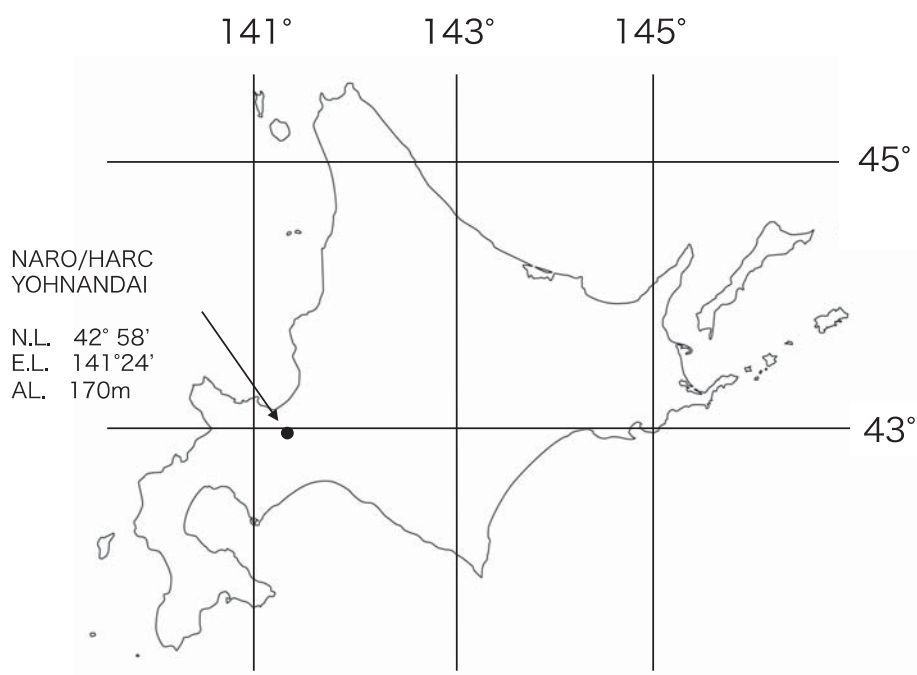 141° 143° 145°
45°
NARO/HARC
YOHNANDAI
N.L. 42° 58'
E.L. 141°24'
AL. 170m
43°